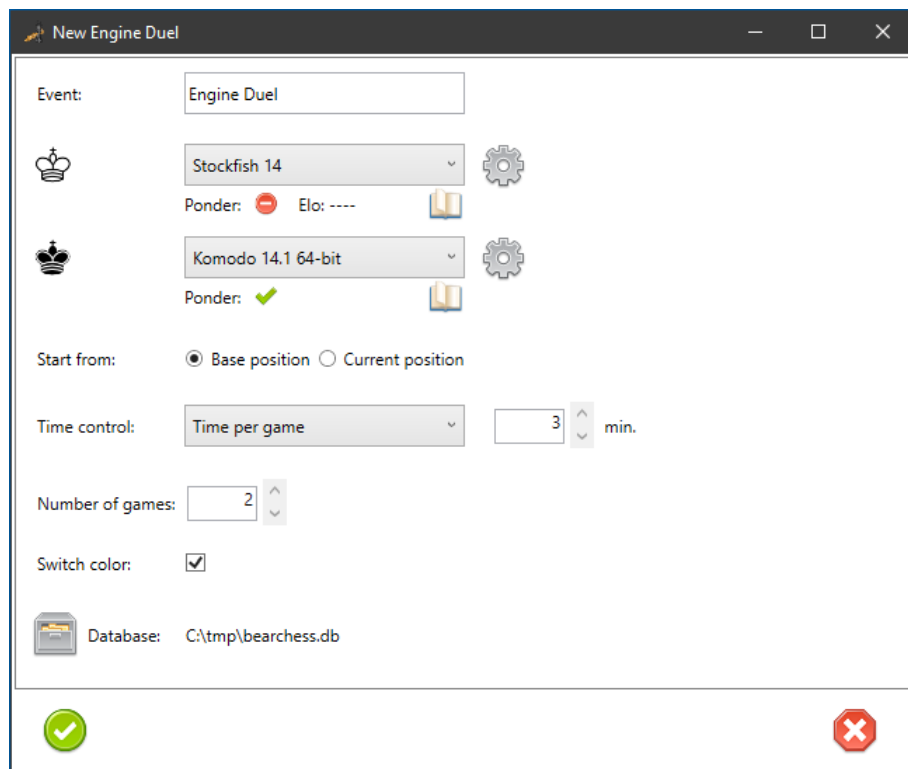 New Engine Duel
Event: Engine Duel
Stockfish 14
Ponder: Elo: ----
Komodo 14.1 64-bit
Ponder:
Start from: Base position Current position
Time control: Time per game 3 min.
Number of games: 2
Switch color:
Database: C:\tmp\bearchess.db